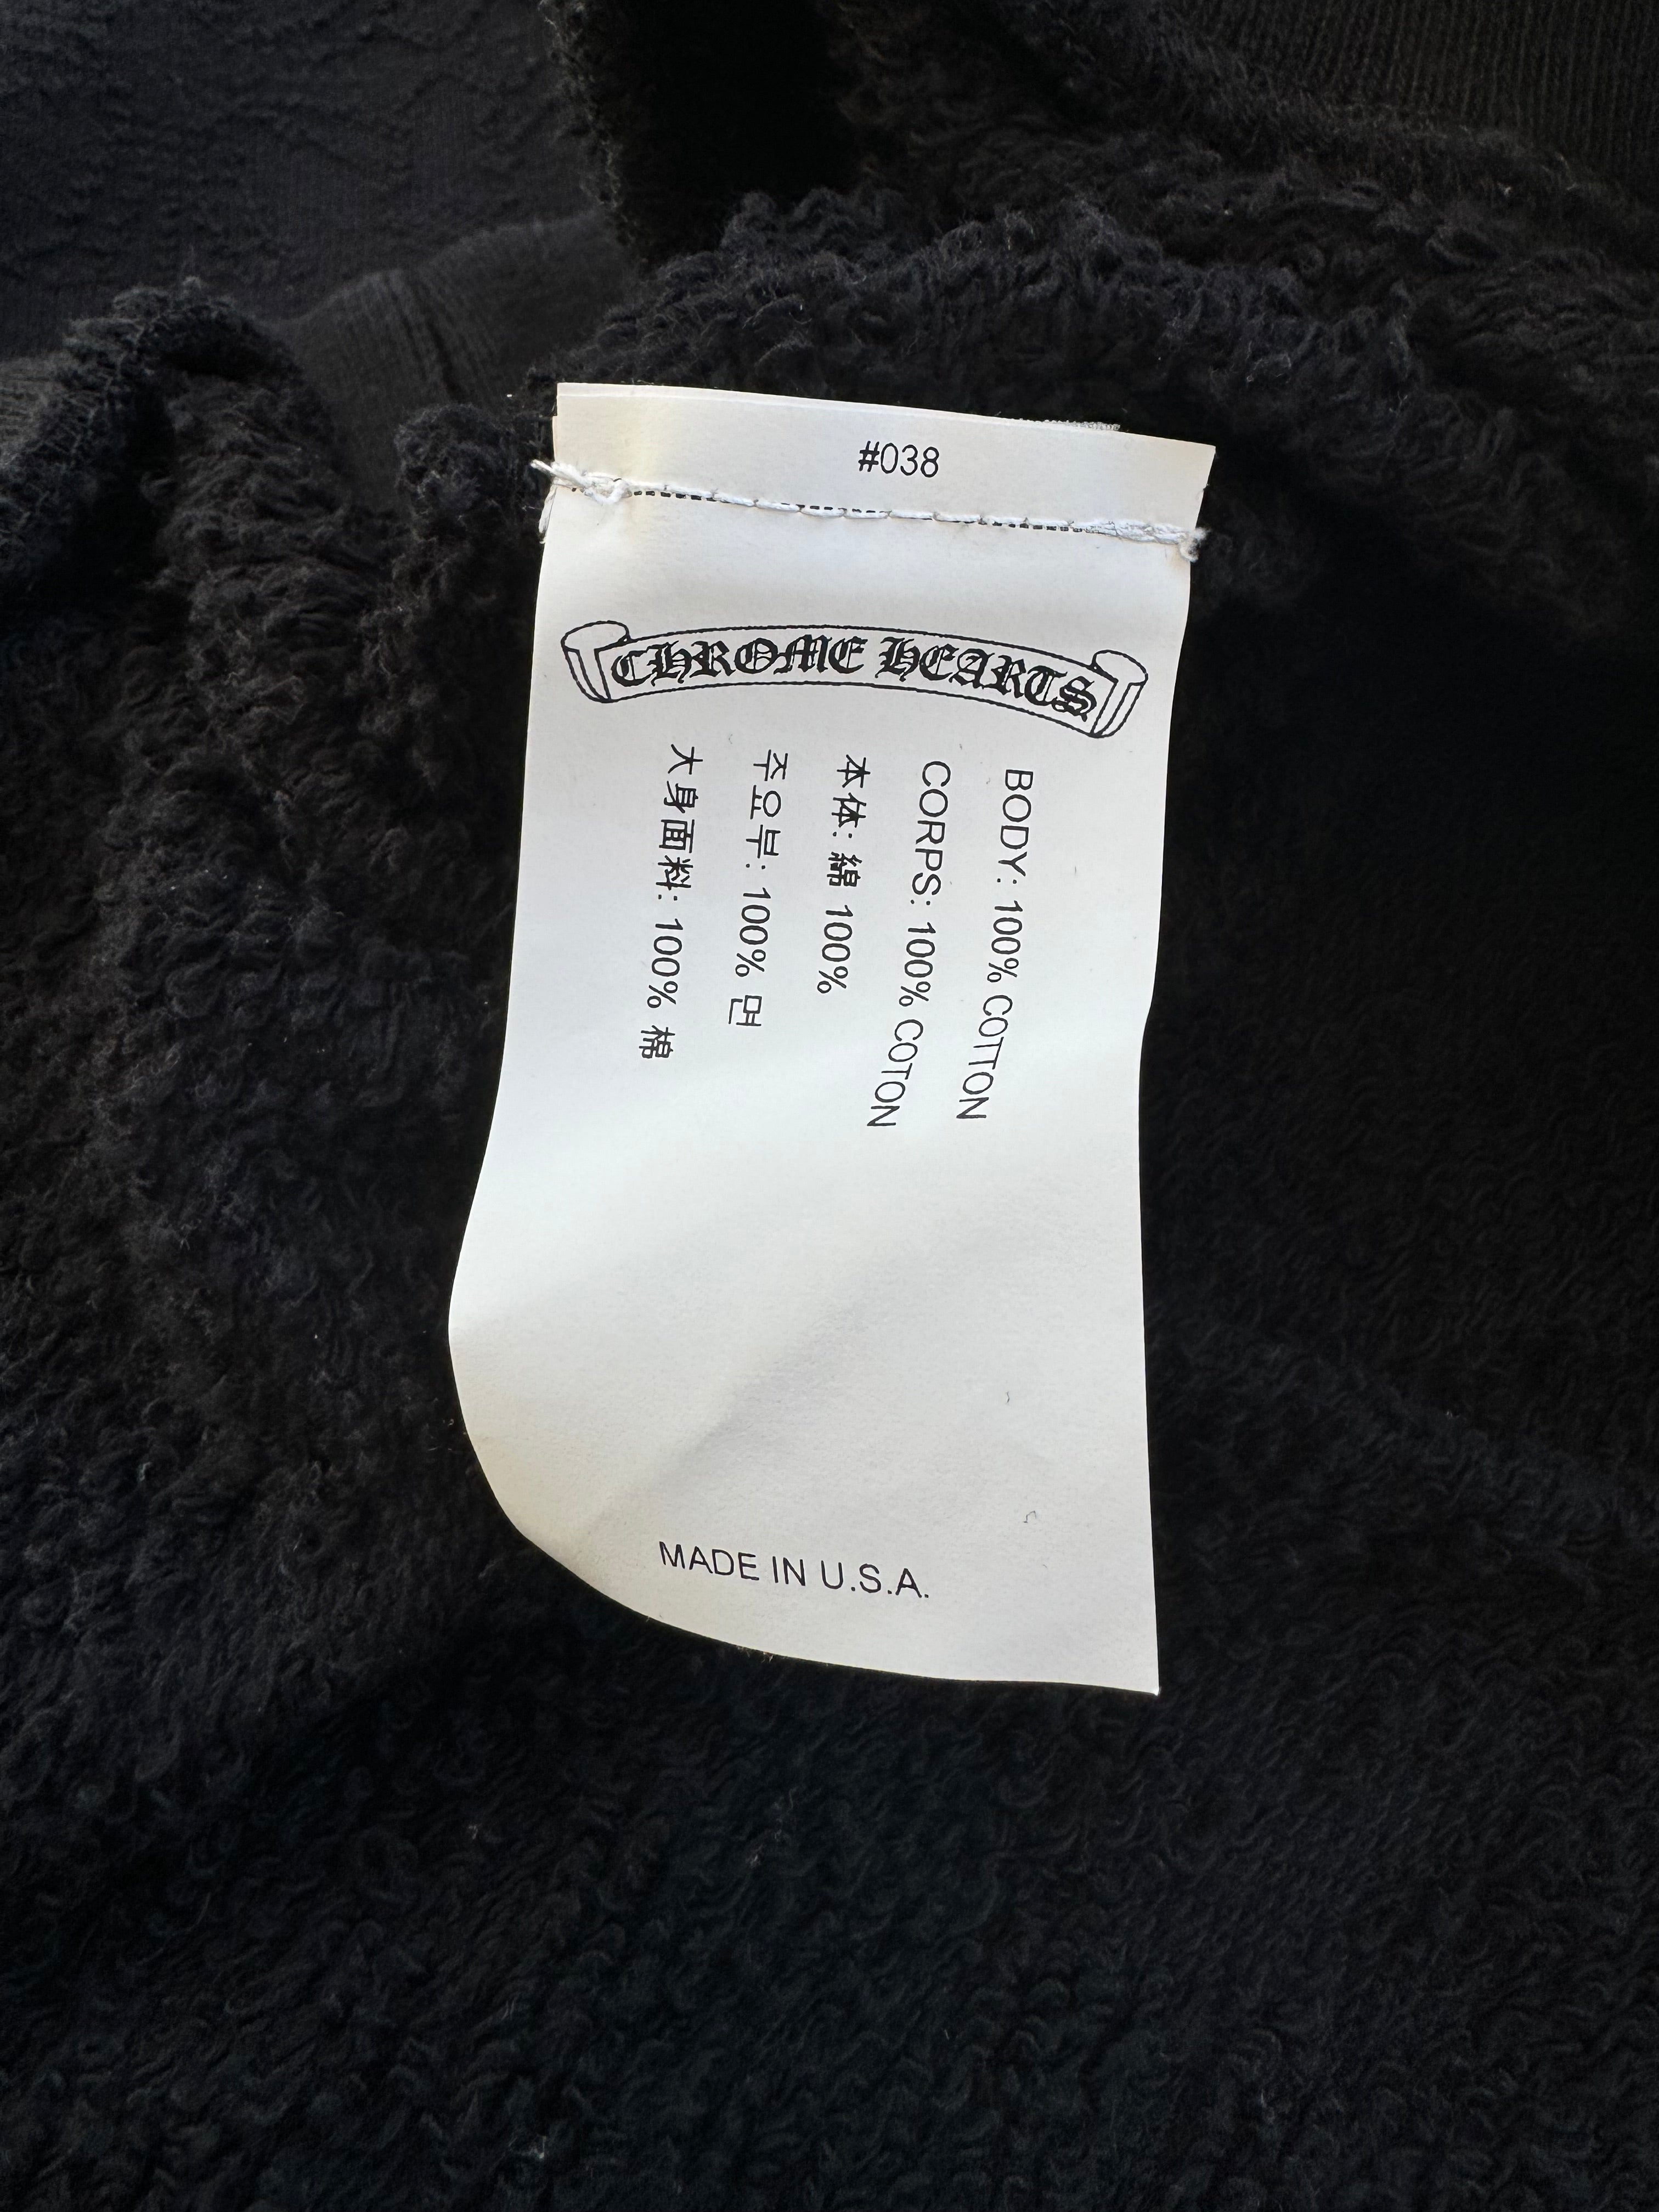 #038
CHROME HEARTS
BODY: 100% COTTON
CORPS: 100% COTON
本体: 綿 100%
주요부: 100% 면
大身面料: 100% 棉
MADE IN U.S.A.